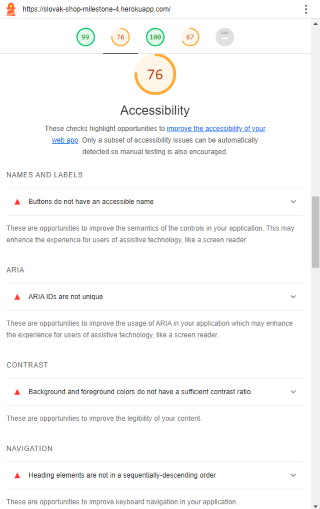 https://slovak-shop-milestone-4.herokuapp.com/
99 76 100 67
76
Accessibility
These checks highlight opportunities to improve the accessibility of your
web app. Only a subset of accessibility issues can be automatically
detected so manual testing is also encouraged.
NAMES AND LABELS
Buttons do not have an accessible name
These are opportunities to improve the semantics of the controls in your application. This may
enhance the experience for users of assistive technology, like a screen reader.
ARIA
ARIA IDs are not unique
These are opportunities to improve the usage of ARIA in your application which may enhance
the experience for users of assistive technology, like a screen reader.
CONTRAST
Background and foreground colors do not have a sufficient contrast ratio.
These are opportunities to improve the legibility of your content.
NAVIGATION
Heading elements are not in a sequentially-descending order
These are opportunities to improve keyboard navigation in your application.